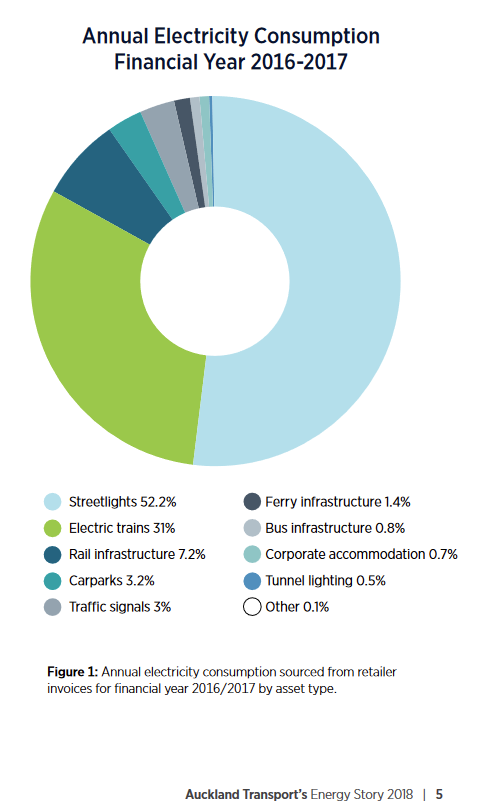 Annual Electricity Consumption
Financial Year 2016-2017
Streetlights 52.2%
Electric trains 31%
Rail infrastructure 7.2%
Carparks 3.2%
Traffic signals 3%
Ferry infrastructure 1.4%
Bus infrastructure 0.8%
Corporate accommodation 0.7%
Tunnel lighting 0.5%
Other 0.1%
Figure 1: Annual electricity consumption sourced from retailer
invoices for financial year 2016/2017 by asset type.
Auckland Transport's Energy Story 2018 | 5